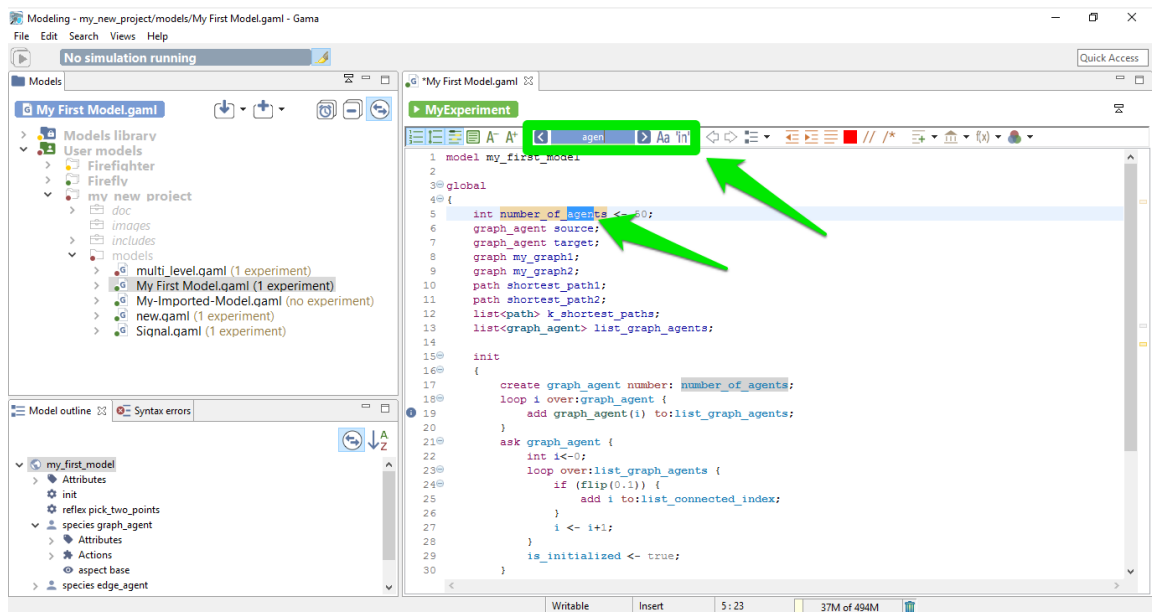 Modeling - my_new_project/models/My First Model.gaml - Gama
File Edit Search Views Help
No simulation running
Quick Access
Models
My First Model.gaml
Models library
User models
Firefighter
Firefly
my_new_project
doc
images
includes
models
multi_level.gaml (1 experiment)
My First Model.gaml (1 experiment)
My-Imported-Model.gaml (no experiment)
new.gaml (1 experiment)
Signal.gaml (1 experiment)
Model outline
Syntax errors
A
Z
my_first_model
Attributes
init
reflex pick_two_points
species graph_agent
Attributes
Actions
aspect base
species edge_agent
*My First Model.gaml
MyExperiment
A- A+ < agen > Aa "in" // /* f(x)
1 model my_first_model
2
3 global
4 {
5 int number_of_agents <- 50;
6 graph_agent source;
7 graph_agent target;
8 graph my_graph1;
9 graph my_graph2;
10 path shortest_path1;
11 path shortest_path2;
12 list<path> k_shortest_paths;
13 list<graph_agent> list_graph_agents;
14
15 init
16 {
17 create graph_agent number: number_of_agents;
18 loop i over:graph_agent {
19 add graph_agent(i) to:list_graph_agents;
20 }
21 ask graph_agent {
22 int i<-0;
23 loop over:list_graph_agents {
24 if (flip(0.1)) {
25 add i to:list_connected_index;
26 }
27 i <- i+1;
28 }
29 is_initialized <- true;
30 }
Writable Insert 5 : 23 37M of 494M